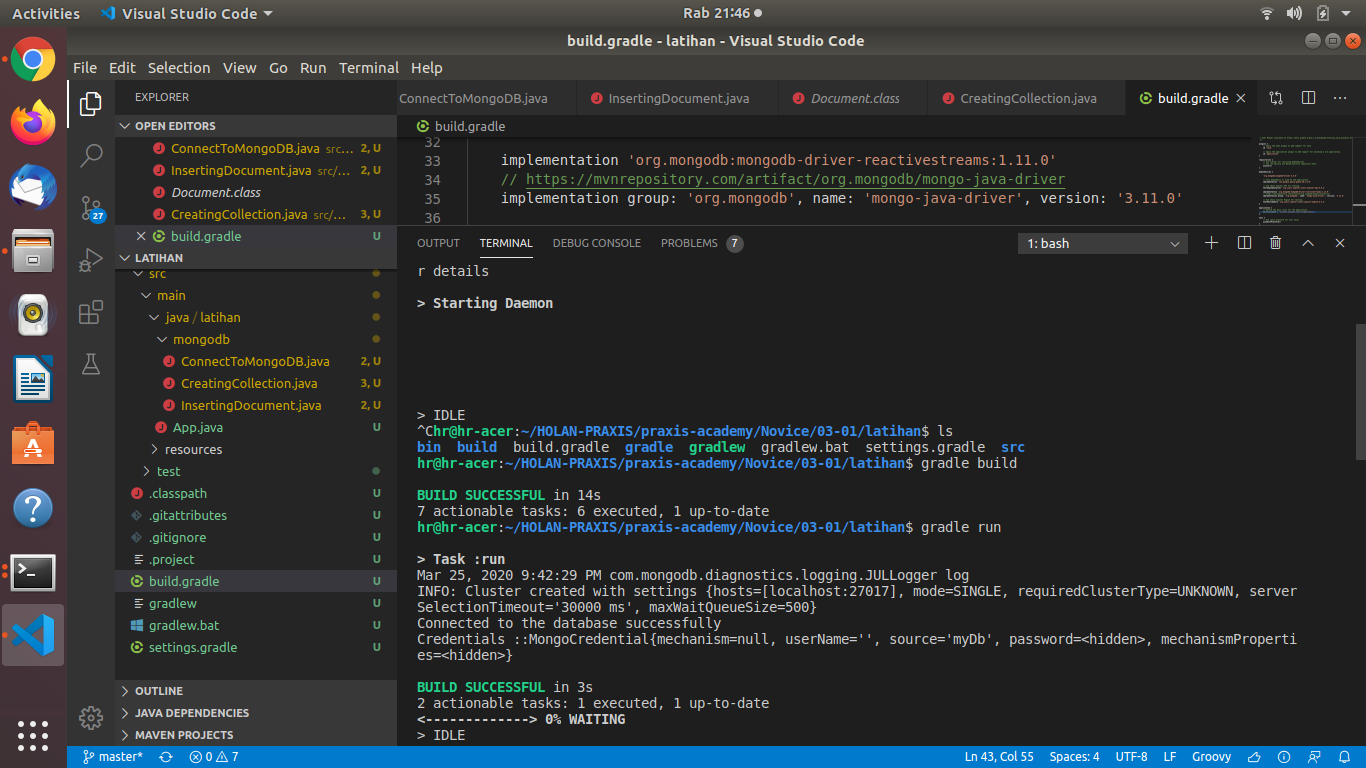 Activities
Visual Studio Code
Rab 21:46
build.gradle - latihan - Visual Studio Code
File Edit Selection View Go Run Terminal Help
EXPLORER
OPEN EDITORS
ConnectToMongoDB.java src... 2, U
InsertingDocument.java src/... 2, U
Document.class
CreatingCollection.java src/... 3, U
build.gradle U
LATIHAN
src
main
java / latihan
mongodb
ConnectToMongoDB.java 2, U
CreatingCollection.java 3, U
InsertingDocument.java 2, U
App.java U
resources
test
.classpath U
.gitattributes U
.gitignore U
.project U
build.gradle U
gradlew U
gradlew.bat U
settings.gradle U
OUTLINE
JAVA DEPENDENCIES
MAVEN PROJECTS
27
ConnectToMongoDB.java InsertingDocument.java Document.class CreatingCollection.java build.gradle
build.gradle
32
33 implementation 'org.mongodb:mongodb-driver-reactivestreams:1.11.0'
34 // https://mvnrepository.com/artifact/org.mongodb/mongo-java-driver
35 implementation group: 'org.mongodb', name: 'mongo-java-driver', version: '3.11.0'
36
OUTPUT TERMINAL DEBUG CONSOLE PROBLEMS 7 1: bash
r details
> Starting Daemon
> IDLE
^Chr@hr-acer:~/HOLAN-PRAXIS/praxis-academy/Novice/03-01/latihan$ ls
bin build build.gradle gradle gradlew gradlew.bat settings.gradle src
hr@hr-acer:~/HOLAN-PRAXIS/praxis-academy/Novice/03-01/latihan$ gradle build
BUILD SUCCESSFUL in 14s
7 actionable tasks: 6 executed, 1 up-to-date
hr@hr-acer:~/HOLAN-PRAXIS/praxis-academy/Novice/03-01/latihan$ gradle run
> Task :run
Mar 25, 2020 9:42:29 PM com.mongodb.diagnostics.logging.JULLogger log
INFO: Cluster created with settings {hosts=[localhost:27017], mode=SINGLE, requiredClusterType=UNKNOWN, server
SelectionTimeout='30000 ms', maxWaitQueueSize=500}
Connected to the database successfully
Credentials ::MongoCredential{mechanism=null, userName='', source='myDb', password=<hidden>, mechanismProperti
es=<hidden>}
BUILD SUCCESSFUL in 3s
2 actionable tasks: 1 executed, 1 up-to-date
<-------------> 0% WAITING
> IDLE
master* 0 7 Ln 43, Col 55 Spaces: 4 UTF-8 LF Groovy